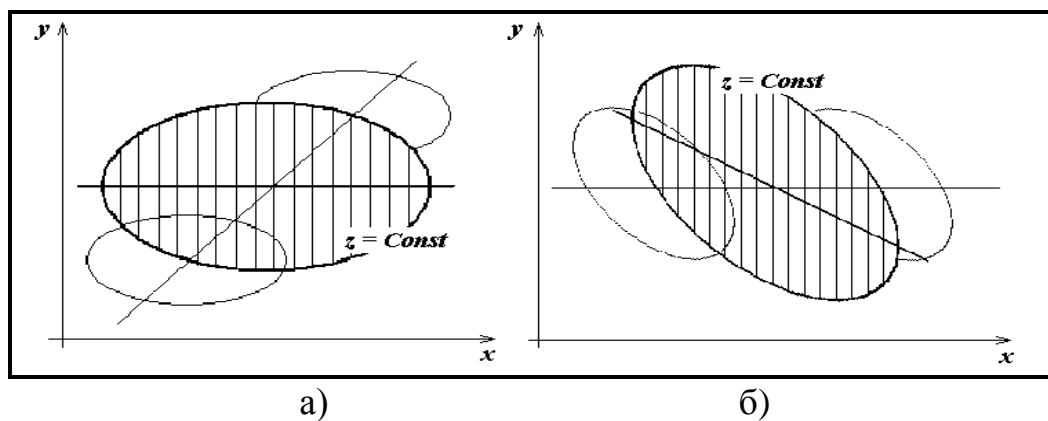 y
z = Const
x
y
z = Const
x
а)
б)